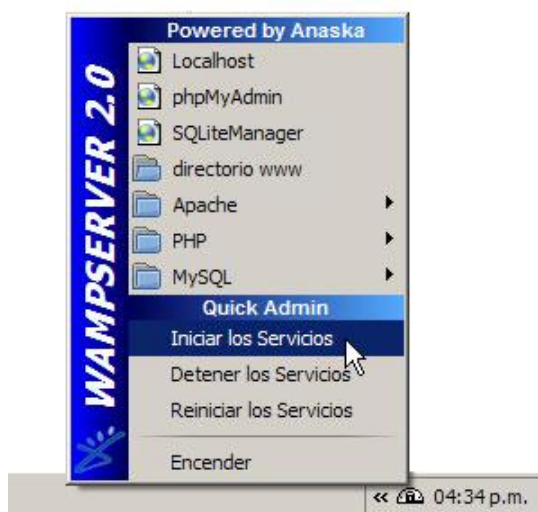 WAMPSERVER 2.0
Powered by Anaska
Localhost
phpMyAdmin
SQLiteManager
directorio www
Apache
PHP
MySQL
Quick Admin
Iniciar los Servicios
Detener los Servicios
Reiniciar los Servicios
Encender
« 04:34 p.m.